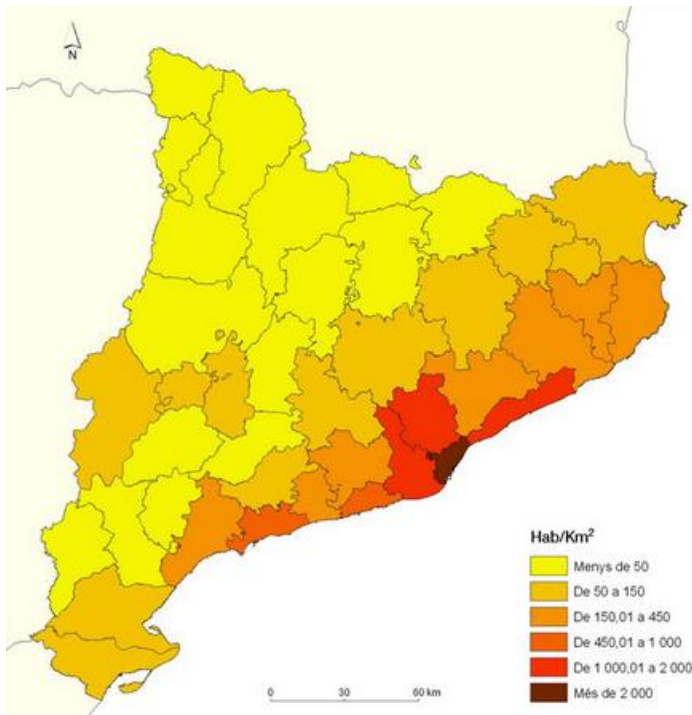 N
Hab/Km²
Menys de 50
De 50 a 150
De 150,01 a 450
De 450,01 a 1 000
De 1 000,01 a 2 000
Més de 2 000
0 30 60 km